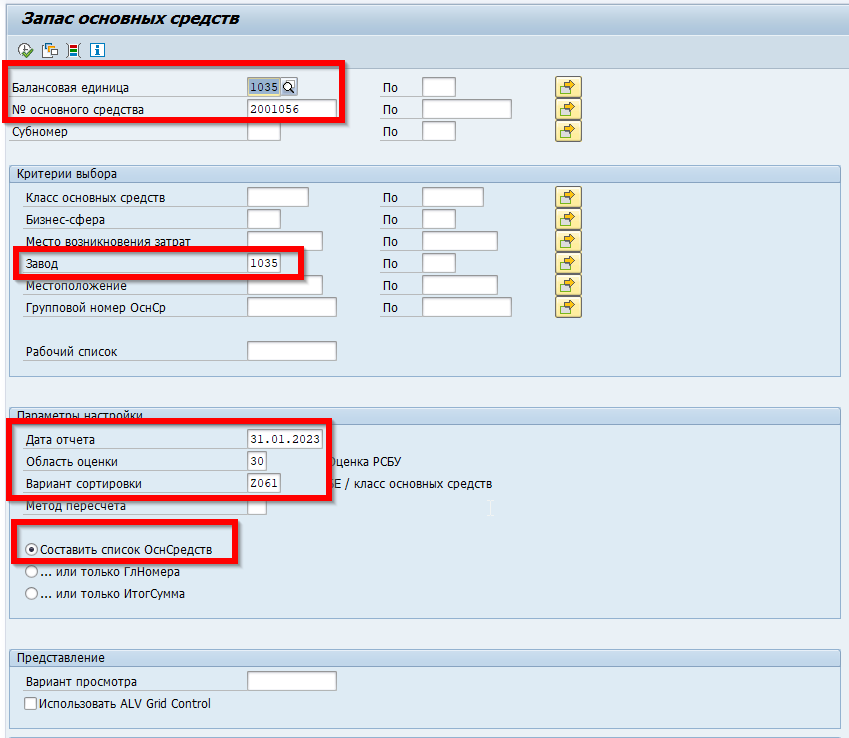 Запас основных средств
Балансовая единица 1035 По
№ основного средства 2001056 По
Субномер По
Критерии выбора
Класс основных средств По
Бизнес-сфера По
Место возникновения затрат По
Завод 1035 По
Местоположение По
Групповой номер ОснСр По
Рабочий список
Параметры настройки
Дата отчета 31.01.2023
Область оценки 30 Оценка РСБУ
Вариант сортировки Z061 БЕ / класс основных средств
Метод пересчета
Составить список ОснСредств
... или только ГлНомера
... или только ИтогСумма
Представление
Вариант просмотра
Использовать ALV Grid Control